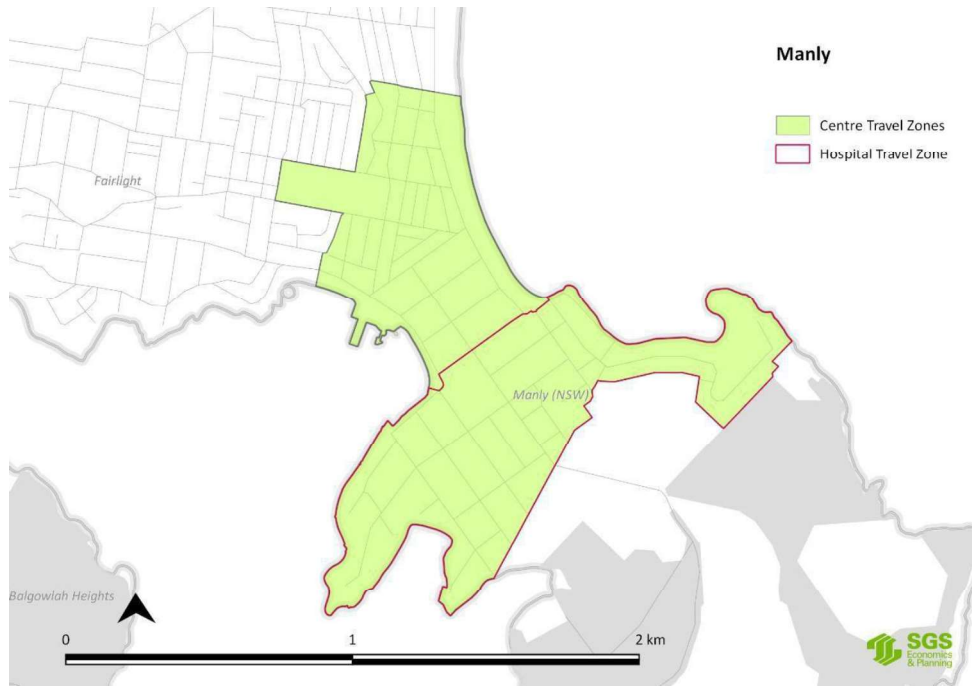 Manly
Centre Travel Zones
Hospital Travel Zone
Fairlight
Manly (NSW)
Balgowlah Heights
0 1 2 km
SGS
Economics
& Planning